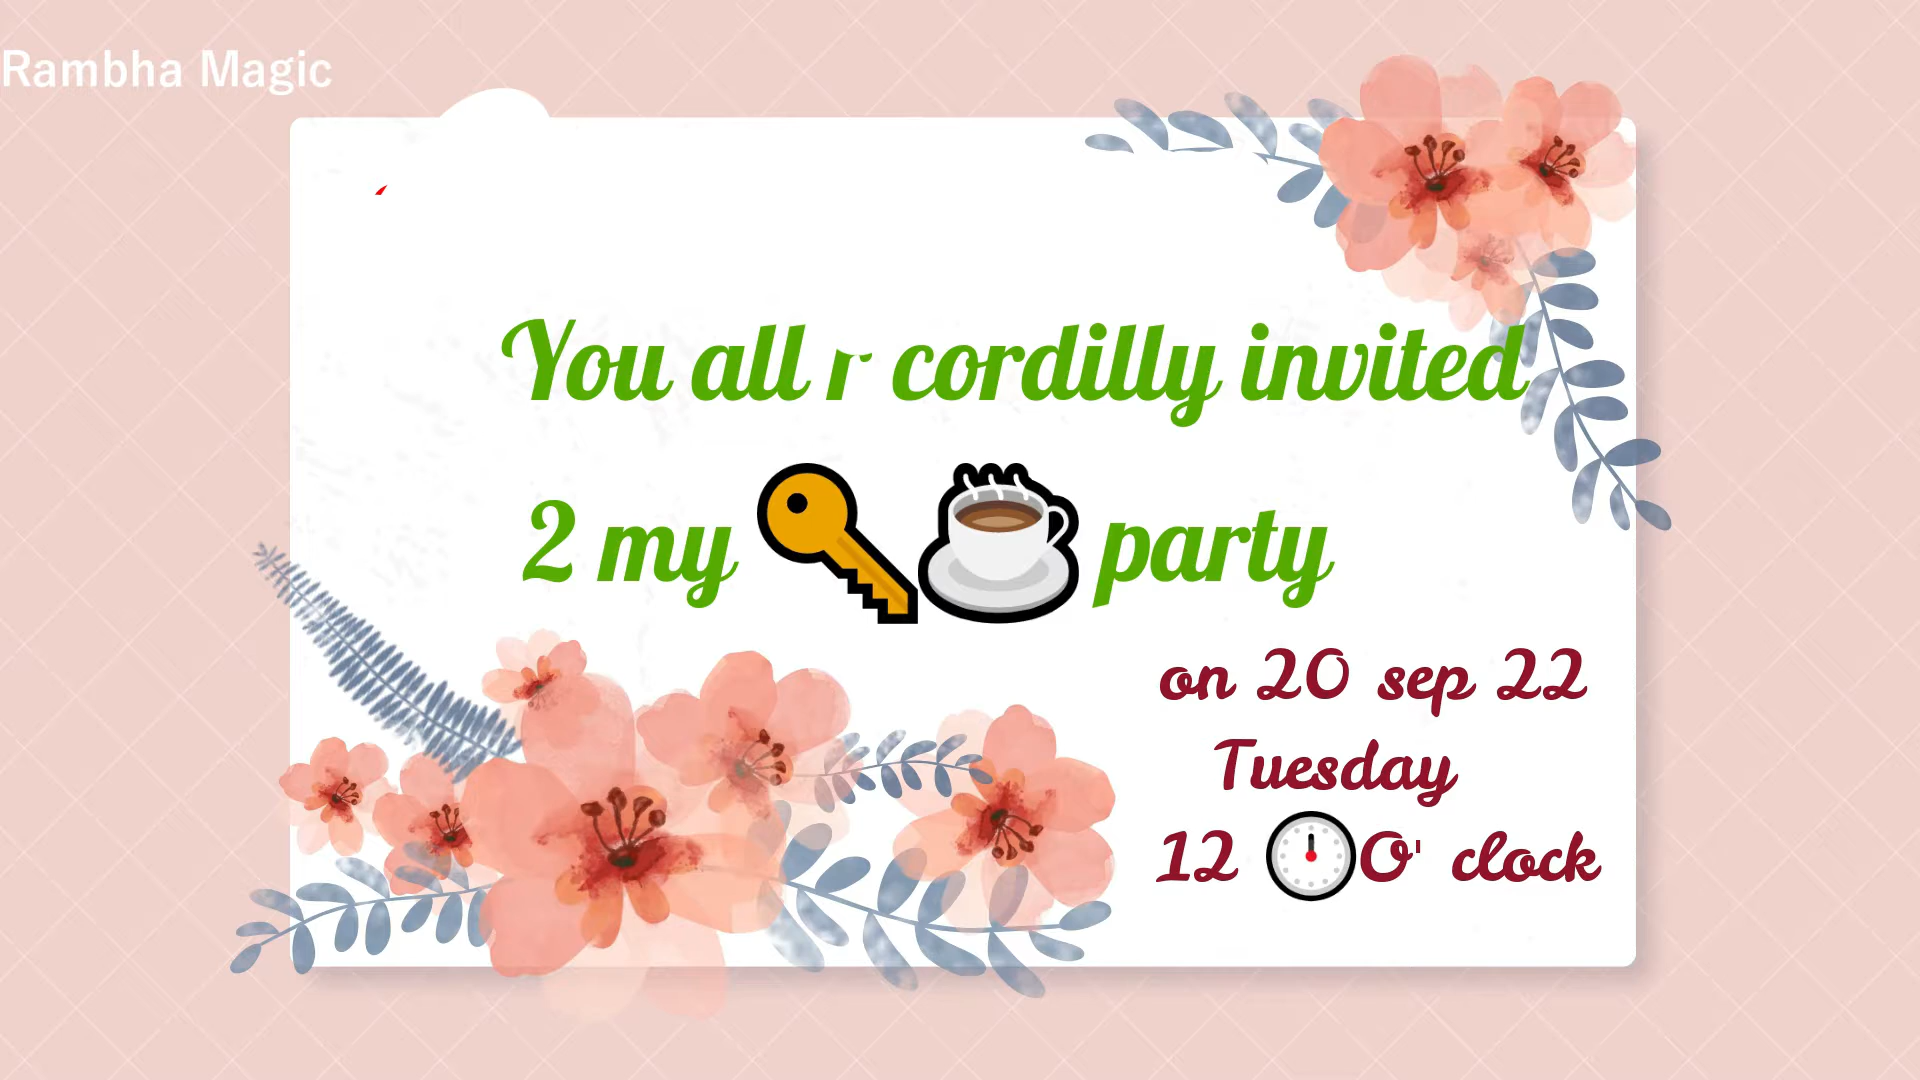 Rambha Magic
You all r cordilly invited
2 my 🔑☕ party
on 20 sep 22
Tuesday
12 🕛O' clock